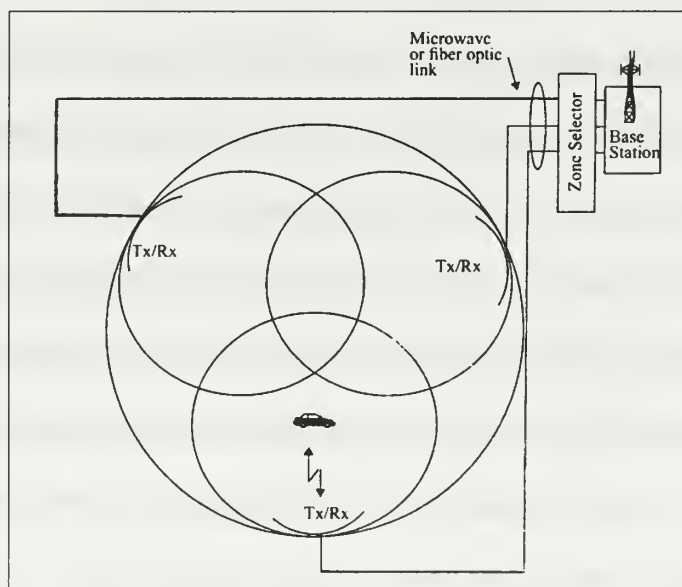 Microwave
or fiber optic
link
Zone Selector
Base
Station
Tx/Rx
Tx/Rx
Tx/Rx